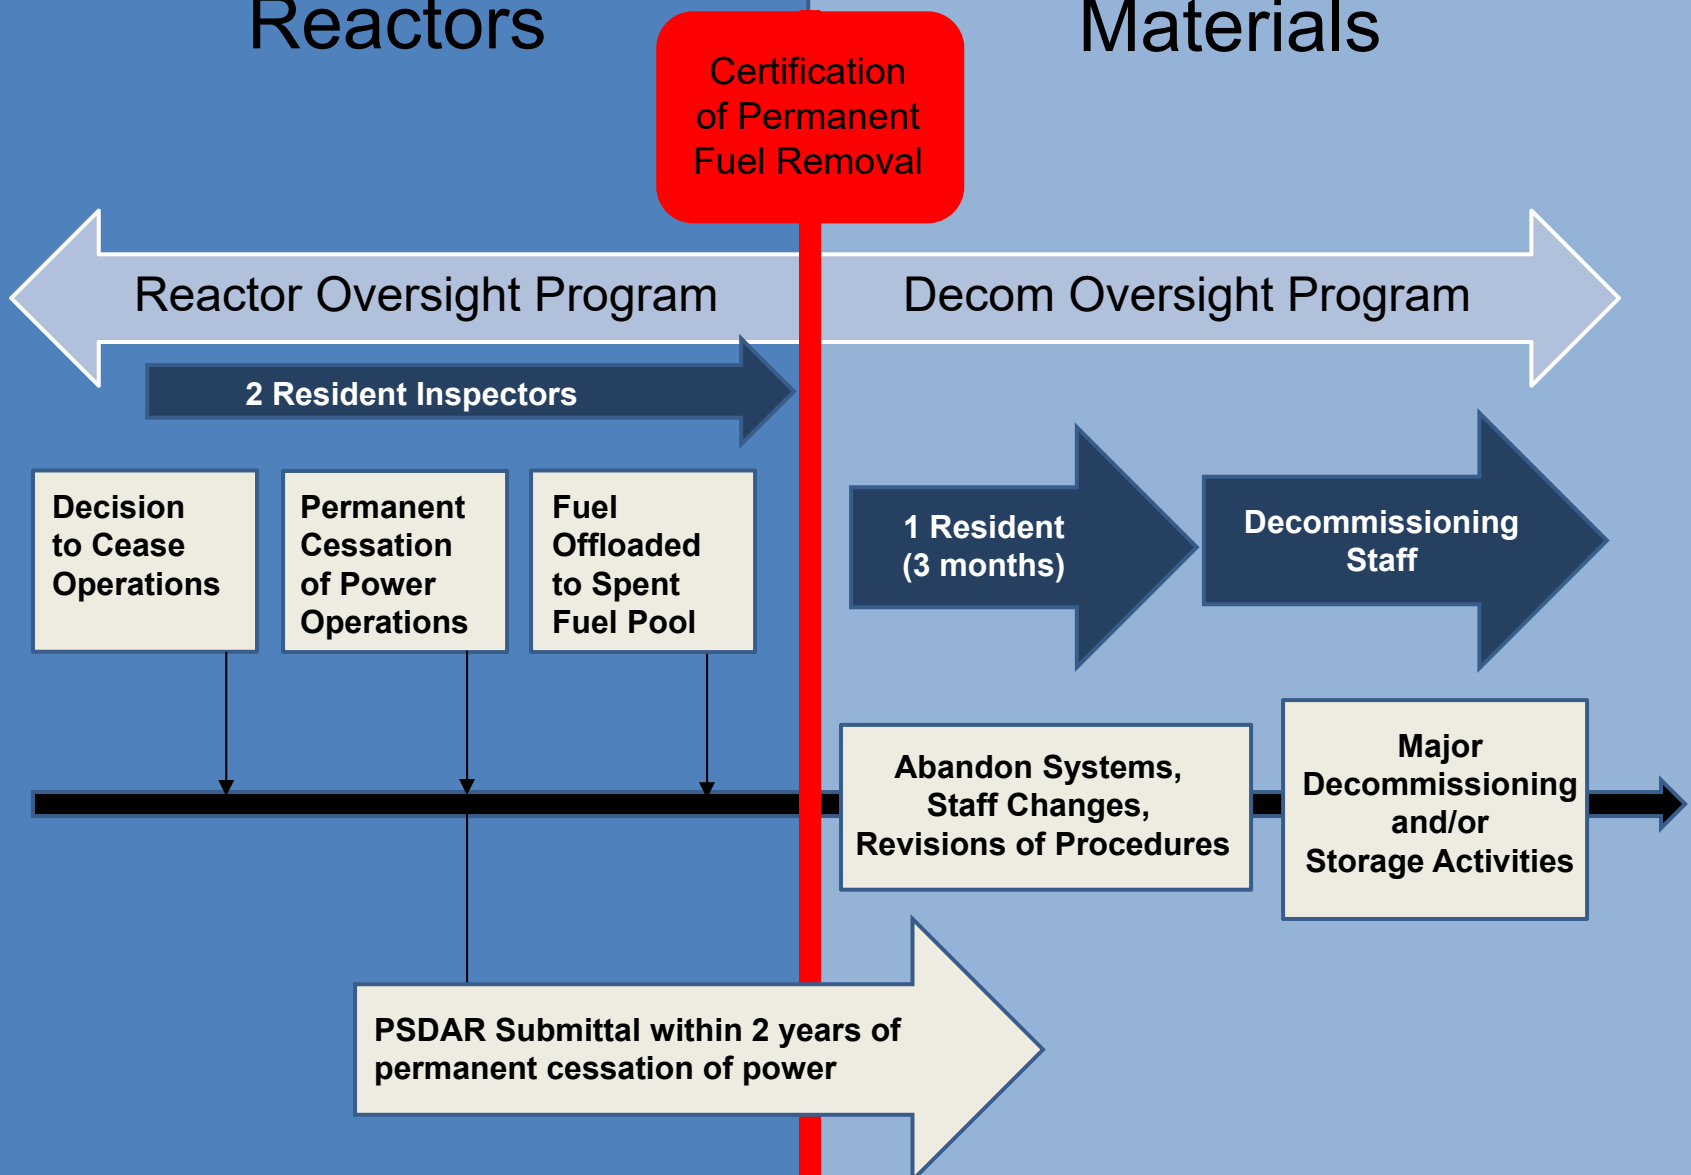 Reactors
Materials
Certification
of Permanent
Fuel Removal
Reactor Oversight Program
Decom Oversight Program
2 Resident Inspectors
Decision
to Cease
Operations
Permanent
Cessation
of Power
Operations
Fuel
Offloaded
to Spent
Fuel Pool
1 Resident
(3 months)
Decommissioning
Staff
Abandon Systems,
Staff Changes,
Revisions of Procedures
Major
Decommissioning
and/or
Storage Activities
PSDAR Submittal within 2 years of
permanent cessation of power